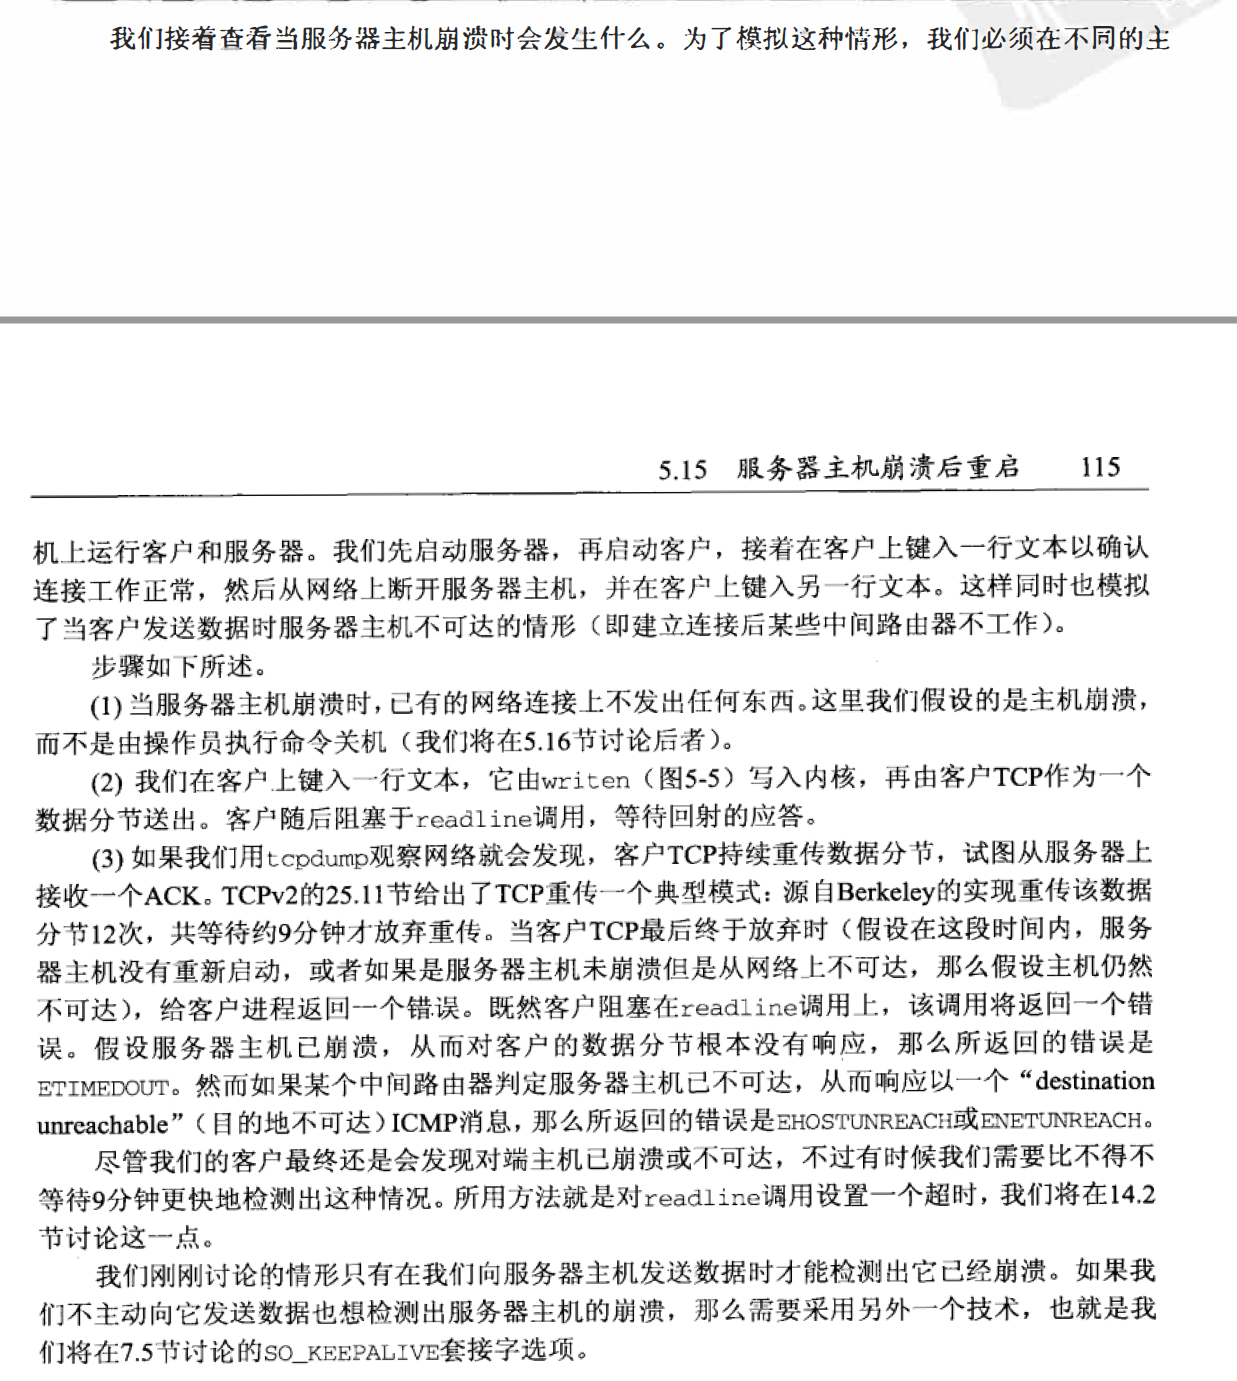 我们接着查看当服务器主机崩溃时会发生什么。为了模拟这种情形，我们必须在不同的主
5.15 服务器主机崩溃后重启 115
机上运行客户和服务器。我们先启动服务器，再启动客户，接着在客户上键入一行文本以确认
连接工作正常，然后从网络上断开服务器主机，并在客户上键入另一行文本。这样同时也模拟
了当客户发送数据时服务器主机不可达的情形（即建立连接后某些中间路由器不工作）。
步骤如下所述。
(1) 当服务器主机崩溃时，已有的网络连接上不发出任何东西。这里我们假设的是主机崩溃，
而不是由操作员执行命令关机（我们将在5.16节讨论后者）。
(2) 我们在客户上键入一行文本，它由writen（图5-5）写入内核，再由客户TCP作为一个
数据分节送出。客户随后阻塞于readline调用，等待回射的应答。
(3) 如果我们用tcpdump观察网络就会发现，客户TCP持续重传数据分节，试图从服务器上
接收一个ACK。TCPv2的25.11节给出了TCP重传一个典型模式：源自Berkeley的实现重传该数据
分节12次，共等待约9分钟才放弃重传。当客户TCP最后终于放弃时（假设在这段时间内，服务
器主机没有重新启动，或者如果是服务器主机未崩溃但是从网络上不可达，那么假设主机仍然
不可达），给客户进程返回一个错误。既然客户阻塞在readline调用上，该调用将返回一个错
误。假设服务器主机已崩溃，从而对客户的数据分节根本没有响应，那么所返回的错误是
ETIMEDOUT。然而如果某个中间路由器判定服务器主机已不可达，从而响应以一个“destination
unreachable”（目的地不可达）ICMP消息，那么所返回的错误是EHOSTUNREACH或ENETUNREACH。
尽管我们的客户最终还是会发现对端主机已崩溃或不可达，不过有时候我们需要比不得不
等待9分钟更快地检测出这种情况。所用方法就是对readline调用设置一个超时，我们将在14.2
节讨论这一点。
我们刚刚讨论的情形只有在我们向服务器主机发送数据时才能检测出它已经崩溃。如果我
们不主动向它发送数据也想检测出服务器主机的崩溃，那么需要采用另外一个技术，也就是我
们将在7.5节讨论的SO_KEEPALIVE套接字选项。